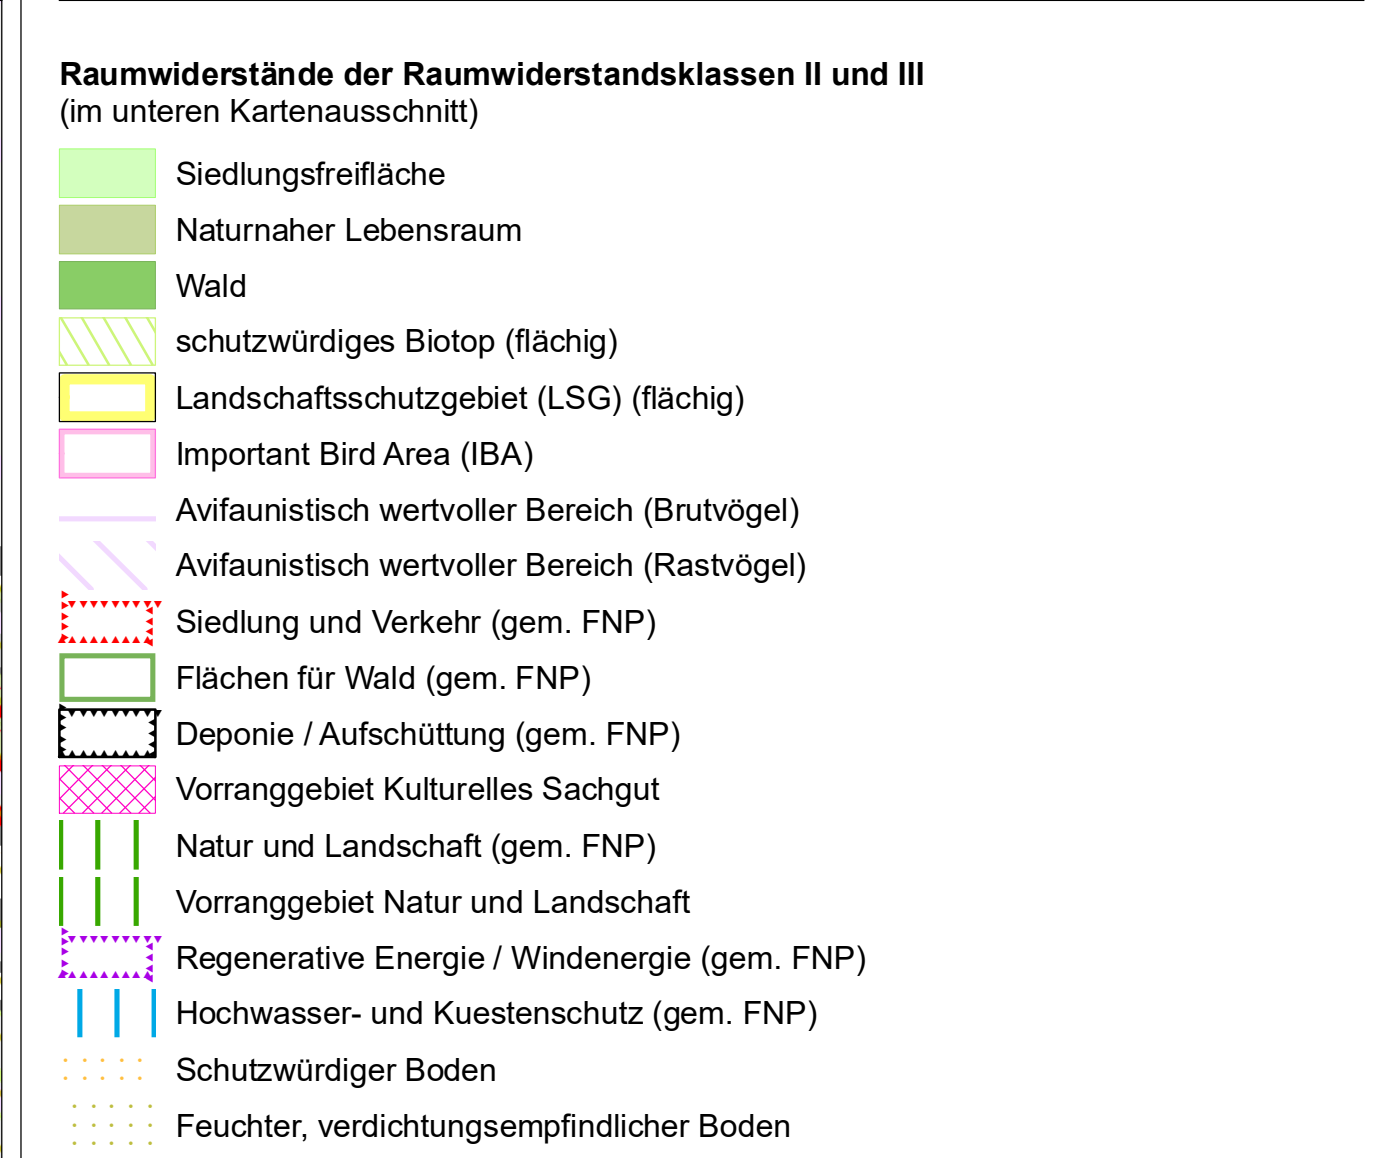 Raumwiderstände der Raumwiderstandsklassen II und III
(im unteren Kartenausschnitt)
Siedlungsfreifläche
Naturnaher Lebensraum
Wald
schutzwürdiges Biotop (flächig)
Landschaftsschutzgebiet (LSG) (flächig)
Important Bird Area (IBA)
Avifaunistisch wertvoller Bereich (Brutvögel)
Avifaunistisch wertvoller Bereich (Rastvögel)
Siedlung und Verkehr (gem. FNP)
Flächen für Wald (gem. FNP)
Deponie / Aufschüttung (gem. FNP)
Vorranggebiet Kulturelles Sachgut
Natur und Landschaft (gem. FNP)
Vorranggebiet Natur und Landschaft
Regenerative Energie / Windenergie (gem. FNP)
Hochwasser- und Kuestenschutz (gem. FNP)
Schutzwürdiger Boden
Feuchter, verdichtungsempfindlicher Boden